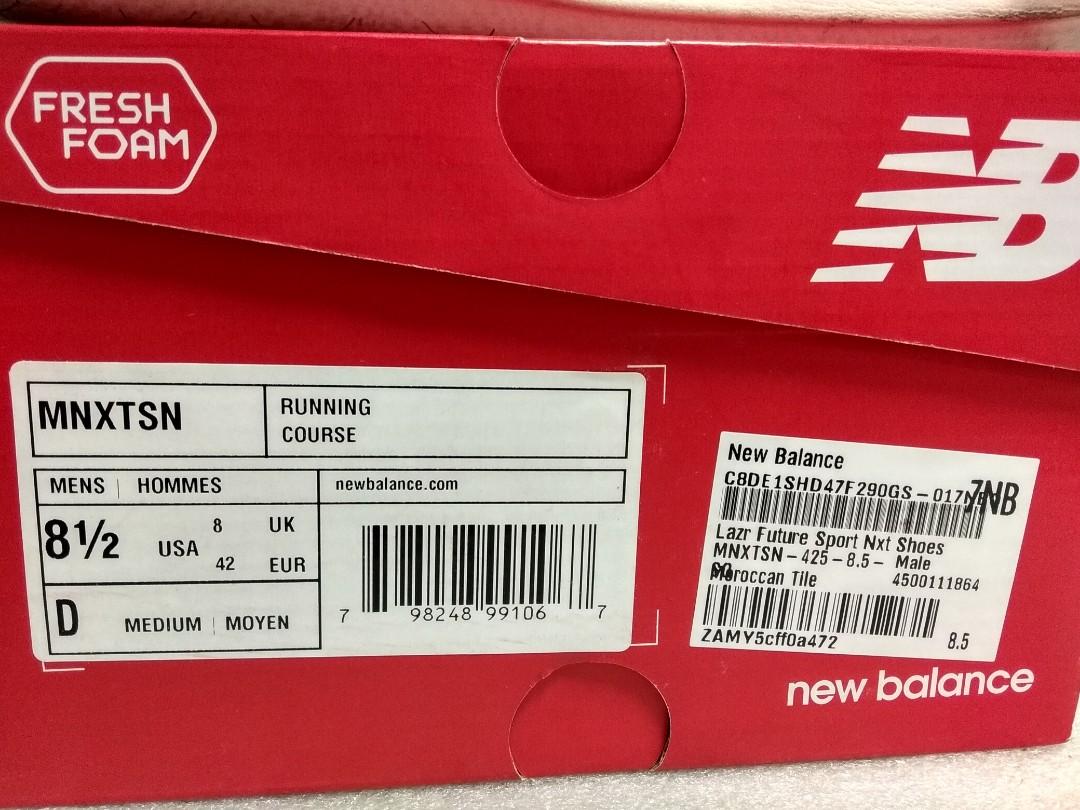 FRESH
FOAM
NB
MNXTSN
RUNNING
COURSE
MENS | HOMMES
newbalance.com
8½ USA 8 UK
42 EUR
D MEDIUM | MOYEN
7 98248 99106 7
New Balance
C8DE1SHD47F290GS-017
7NB
Lazr Future Sport Nxt Shoes
MNXTSN-425-8.5- Male
Moroccan Tile 4500111864
ZAMY5cff0a472 8.5
new balance